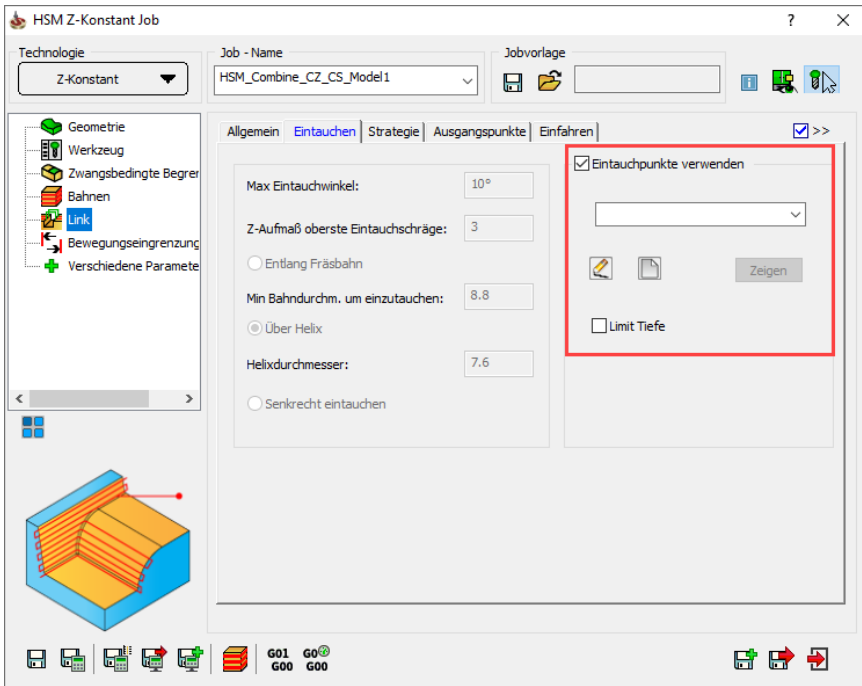 HSM Z-Konstant Job
?
Technologie
Z-Konstant
Job - Name
HSM_Combine_CZ_CS_Model1
Jobvorlage
Geometrie
Werkzeug
Zwangsbedingte Begrer
Bahnen
Link
Bewegungseingrenzung
Verschiedene Paramete
Allgemein Eintauchen Strategie Ausgangspunkte Einfahren
>>
Max Eintauchwinkel: 10°
Z-Aufmaß oberste Eintauchschräge: 3
Entlang Fräsbahn
Min Bahndurchm. um einzutauchen: 8.8
Über Helix
Helixdurchmesser: 7.6
Senkrecht eintauchen
Eintauchpunkte verwenden
Zeigen
Limit Tiefe
G01 G0
G00 G00